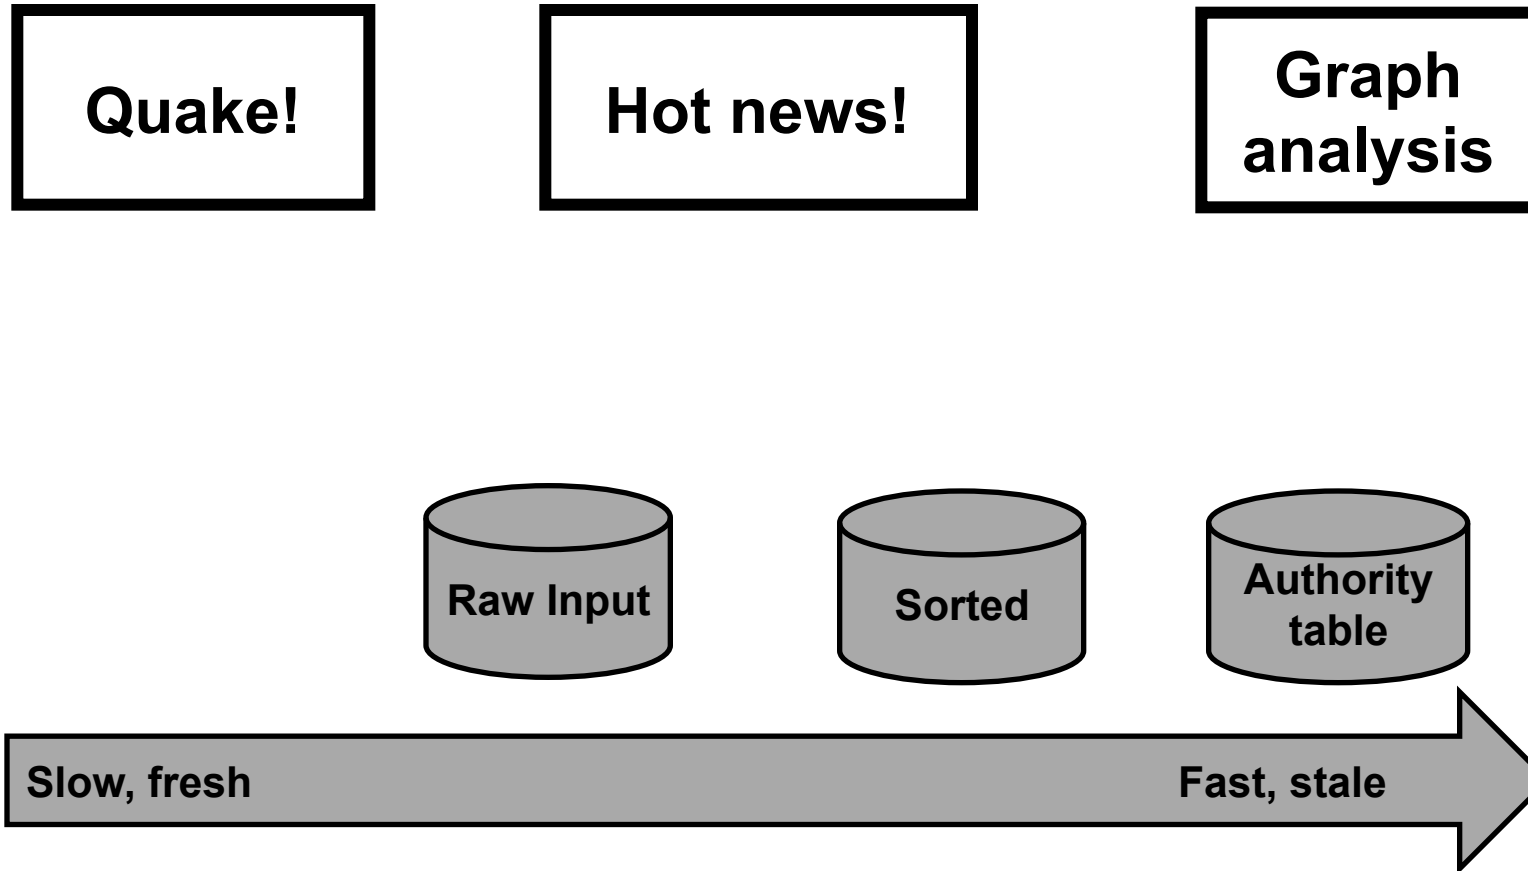 Quake!
Hot news!
Graph
analysis
Raw Input
Sorted
Authority
table
Slow, fresh
Fast, stale